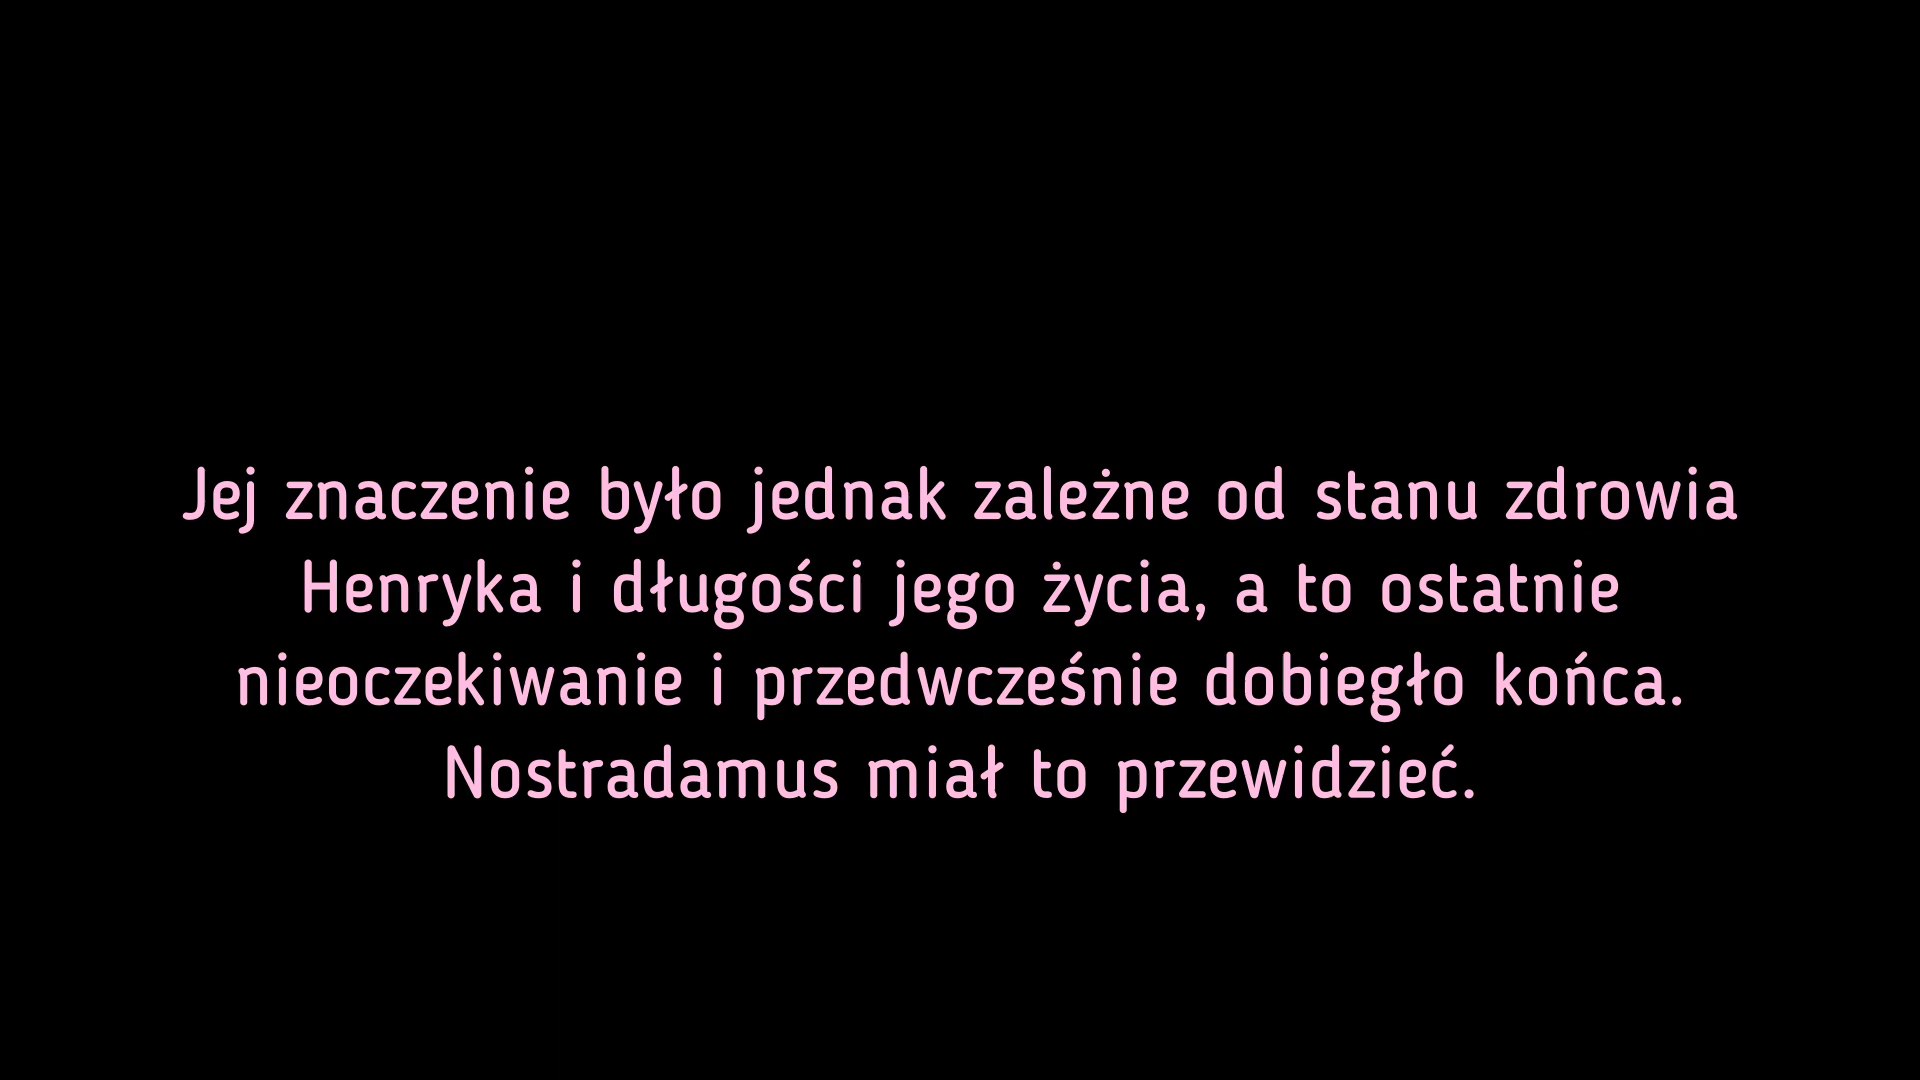 Jej znaczenie było jednak zależne od stanu zdrowia
Henryka i długości jego życia, a to ostatnie
nieoczekiwanie i przedwcześnie dobiegło końca.
Nostradamus miał to przewidzieć.